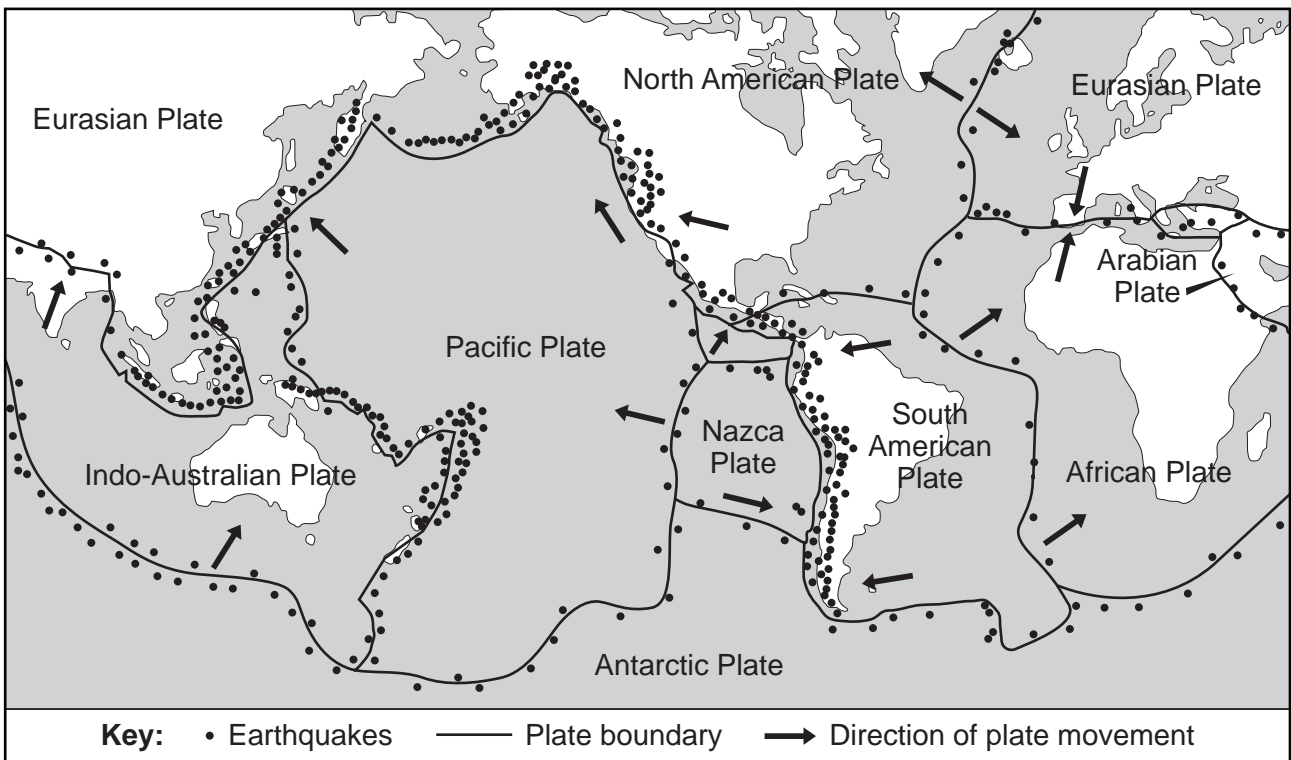 North American Plate
Eurasian Plate
Eurasian Plate
Arabian
Plate
Pacific Plate
Nazca
Plate
South
American
Plate
Indo-Australian Plate
African Plate
Antarctic Plate
Key: • Earthquakes Plate boundary Direction of plate movement